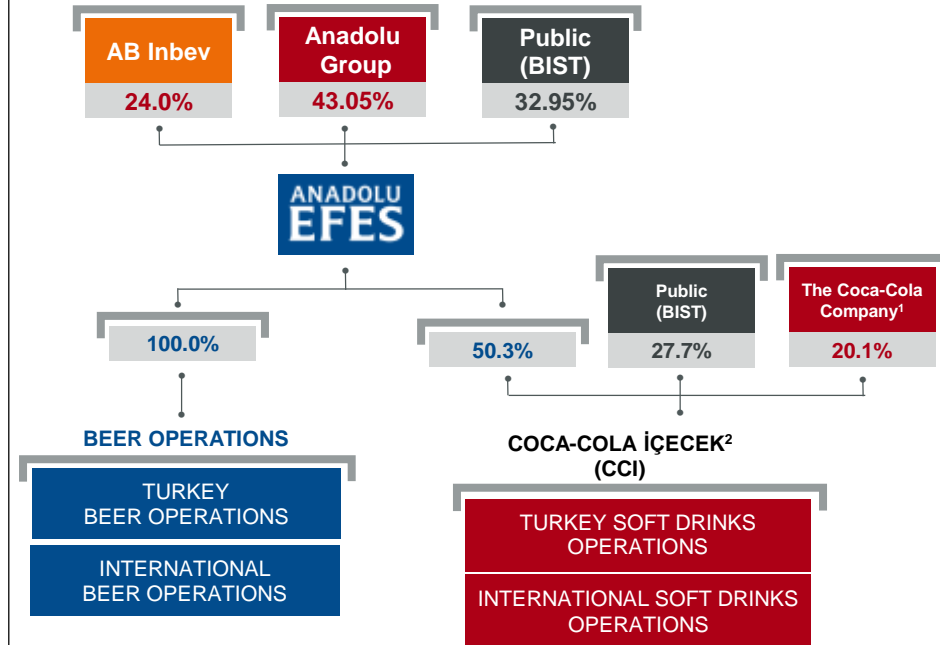 AB Inbev
24.0%
Anadolu
Group
43.05%
Public
(BIST)
32.95%
ANADOLU
EFES
100.0%
50.3%
Public
(BIST)
27.7%
The Coca-Cola
Company1
20.1%
BEER OPERATIONS
TURKEY
BEER OPERATIONS
INTERNATIONAL
BEER OPERATIONS
COCA-COLA İÇECEK2
(CCI)
TURKEY SOFT DRINKS
OPERATIONS
INTERNATIONAL SOFT DRINKS
OPERATIONS